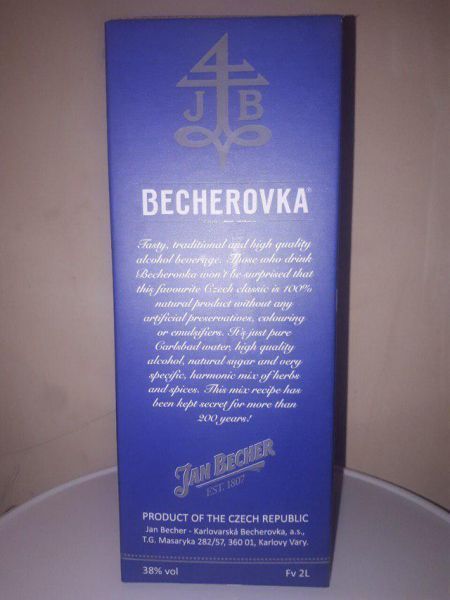 J B
BECHEROVKA®
Tasty, traditional and high quality
alcohol beverage. Those who drink
Becherovka won't be surprised that
this favourite Czech classic is 100%
natural product without any
artificial preservatives, colouring
or emulsifiers. It's just pure
Carlsbad water, high quality
alcohol, natural sugar and very
specific, harmonic mix of herbs
and spices. This mix recipe has
been kept secret for more than
200 years!
JAN BECHER
EST. 1807
PRODUCT OF THE CZECH REPUBLIC
Jan Becher - Karlovarská Becherovka, a.s.,
T.G. Masaryka 282/57, 360 01, Karlovy Vary.
38% vol Fv 2L